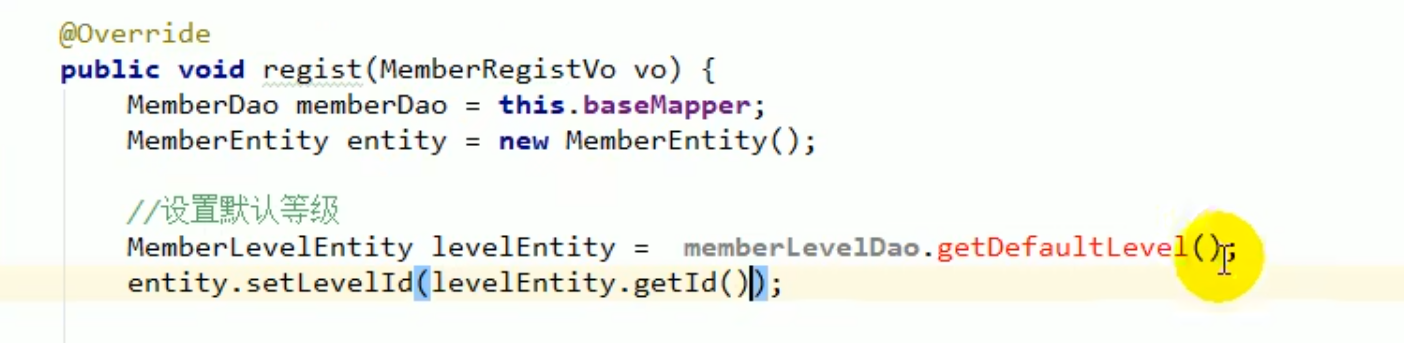 @Override
public void regist(MemberRegistVo vo) {
MemberDao memberDao = this.baseMapper;
MemberEntity entity = new MemberEntity();
//设置默认等级
MemberLevelEntity levelEntity = memberLevelDao.getDefaultLevel();
entity.setLevelId(levelEntity.getId());